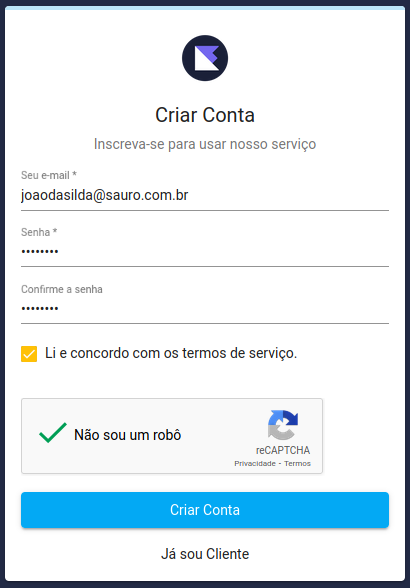 Criar Conta
Inscreva-se para usar nosso serviço
Seu e-mail *
joaodasilda@sauro.com.br
Senha *
••••••••
Confirme a senha
••••••••
Li e concordo com os termos de serviço.
Não sou um robô
reCAPTCHA
Privacidade - Termos
Criar Conta
Já sou Cliente